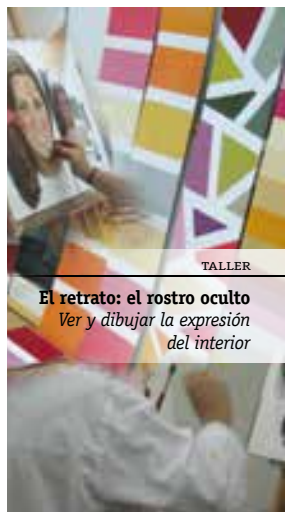 TALLER
El retrato: el rostro oculto
Ver y dibujar la expresión
del interior